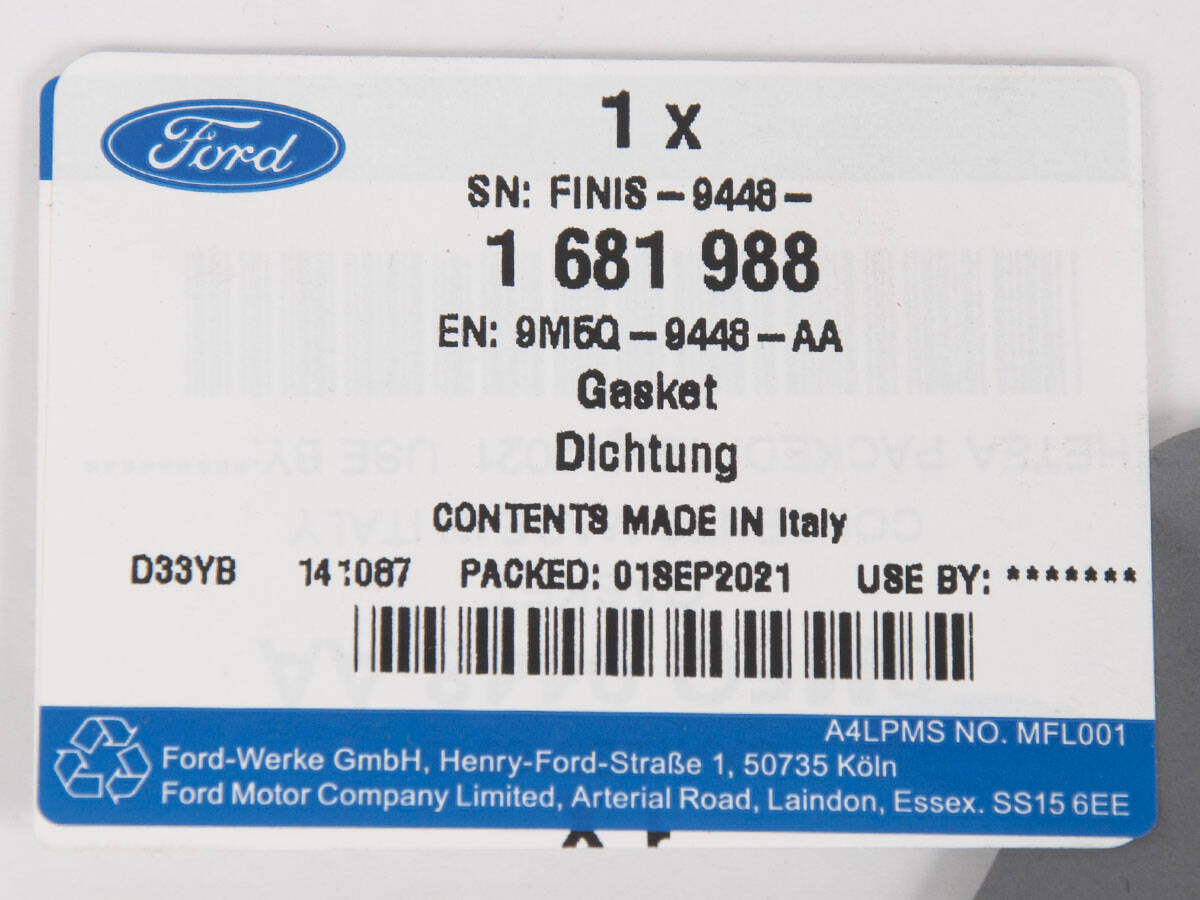 Ford
1 x
SN: FINIS-9448-
1 681 988
EN: 9M5Q-9448-AA
Gasket
Dichtung
CONTENTS MADE IN Italy
D33YB 141087 PACKED: 01SEP2021 USE BY: *******
A4LPMS NO. MFL001
Ford-Werke GmbH, Henry-Ford-Straße 1, 50735 Köln
Ford Motor Company Limited, Arterial Road, Laindon, Essex. SS15 6EE